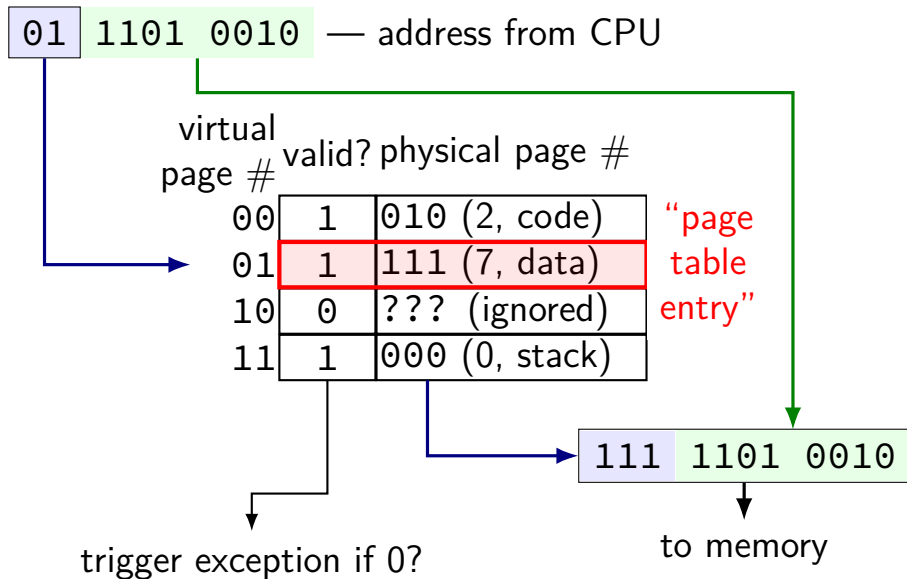 01 1101 0010 — address from CPU
virtual
page # valid? physical page #
00 1 010 (2, code)
01 1 111 (7, data)
10 0 ??? (ignored)
11 1 000 (0, stack)
“page
table
entry”
111 1101 0010
trigger exception if 0?
to memory